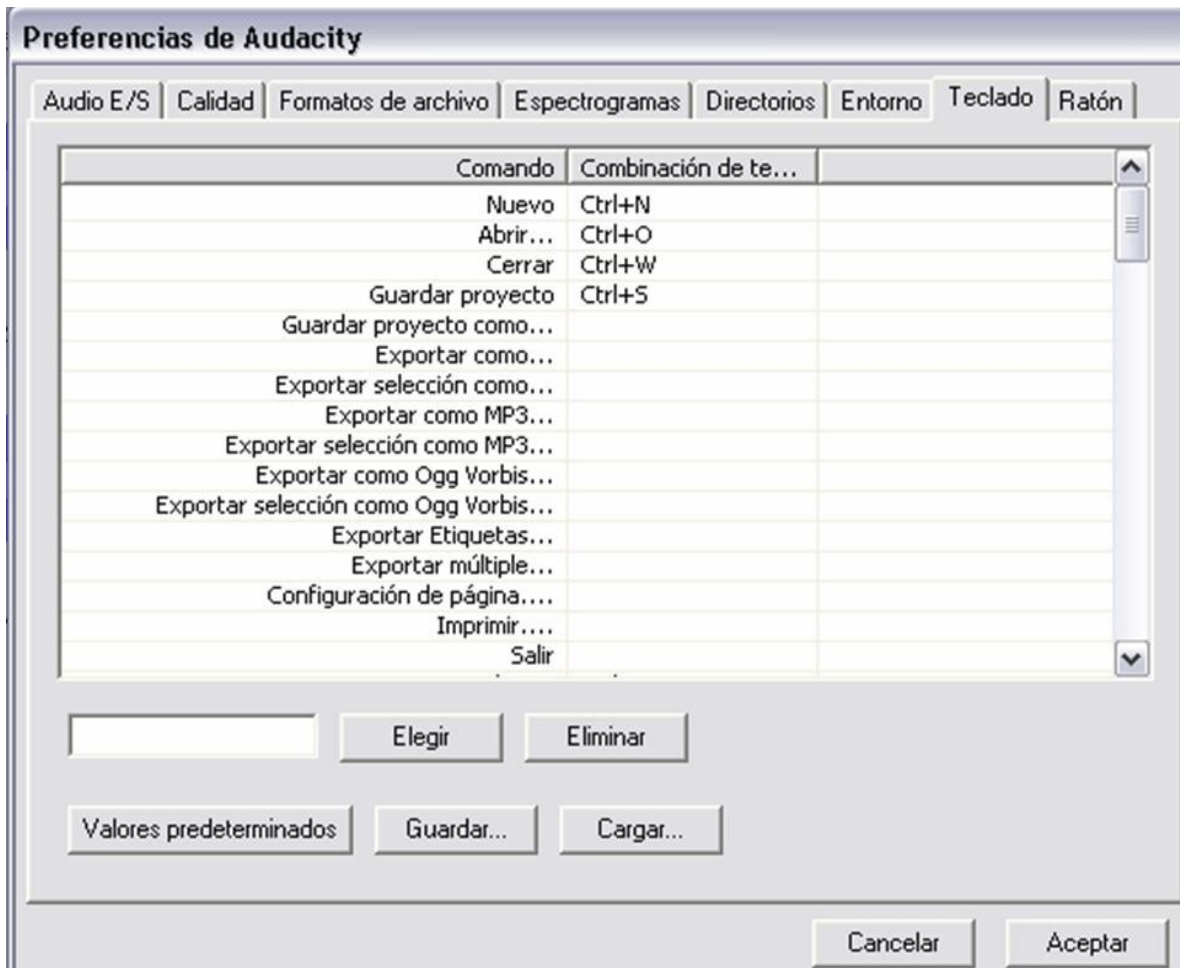 Preferencias de Audacity
Audio E/S Calidad Formatos de archivo Espectrogramas Directorios Entorno Teclado Ratón
Comando Combinación de te...
Nuevo Ctrl+N
Abrir... Ctrl+O
Cerrar Ctrl+W
Guardar proyecto Ctrl+S
Guardar proyecto como...
Exportar como...
Exportar selección como...
Exportar como MP3...
Exportar selección como MP3...
Exportar como Ogg Vorbis...
Exportar selección como Ogg Vorbis...
Exportar Etiquetas...
Exportar múltiple...
Configuración de página....
Imprimir....
Salir
Elegir Eliminar
Valores predeterminados Guardar... Cargar...
Cancelar Aceptar